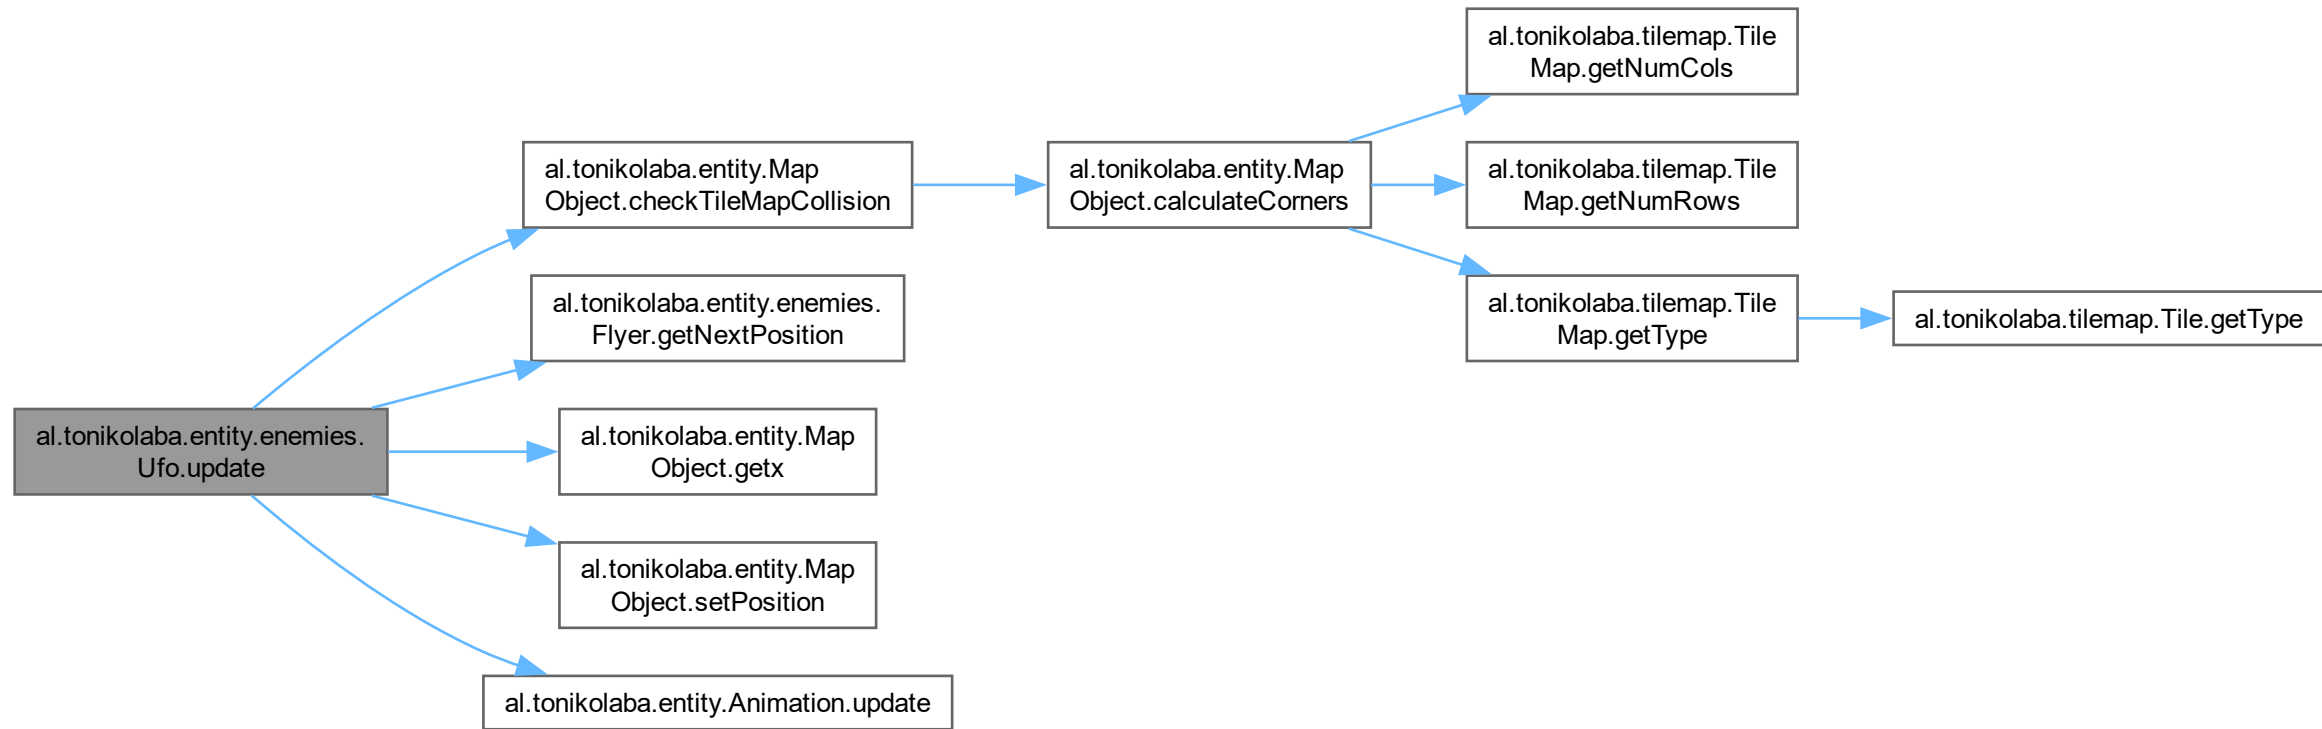 al.tonikolaba.entity.enemies.
Ufo.update
al.tonikolaba.entity.Map
Object.checkTileMapCollision
al.tonikolaba.entity.Map
Object.calculateCorners
al.tonikolaba.tilemap.Tile
Map.getNumCols
al.tonikolaba.tilemap.Tile
Map.getNumRows
al.tonikolaba.tilemap.Tile
Map.getType
al.tonikolaba.tilemap.Tile.getType
al.tonikolaba.entity.enemies.
Flyer.getNextPosition
al.tonikolaba.entity.Map
Object.getx
al.tonikolaba.entity.Map
Object.setPosition
al.tonikolaba.entity.Animation.update